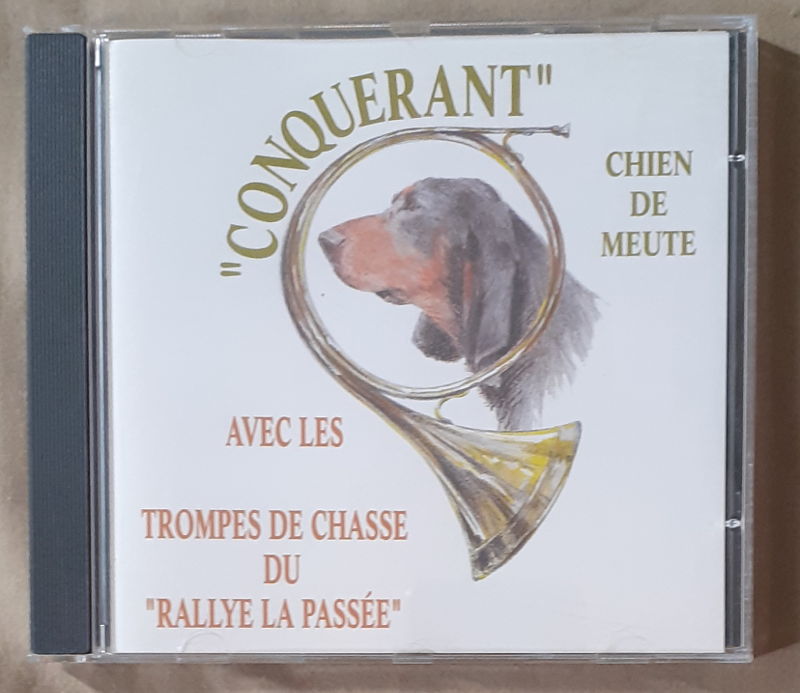 "CONQUERANT"
CHIEN
DE
MEUTE
AVEC LES
TROMPES DE CHASSE
DU
"RALLYE LA PASSÉE"